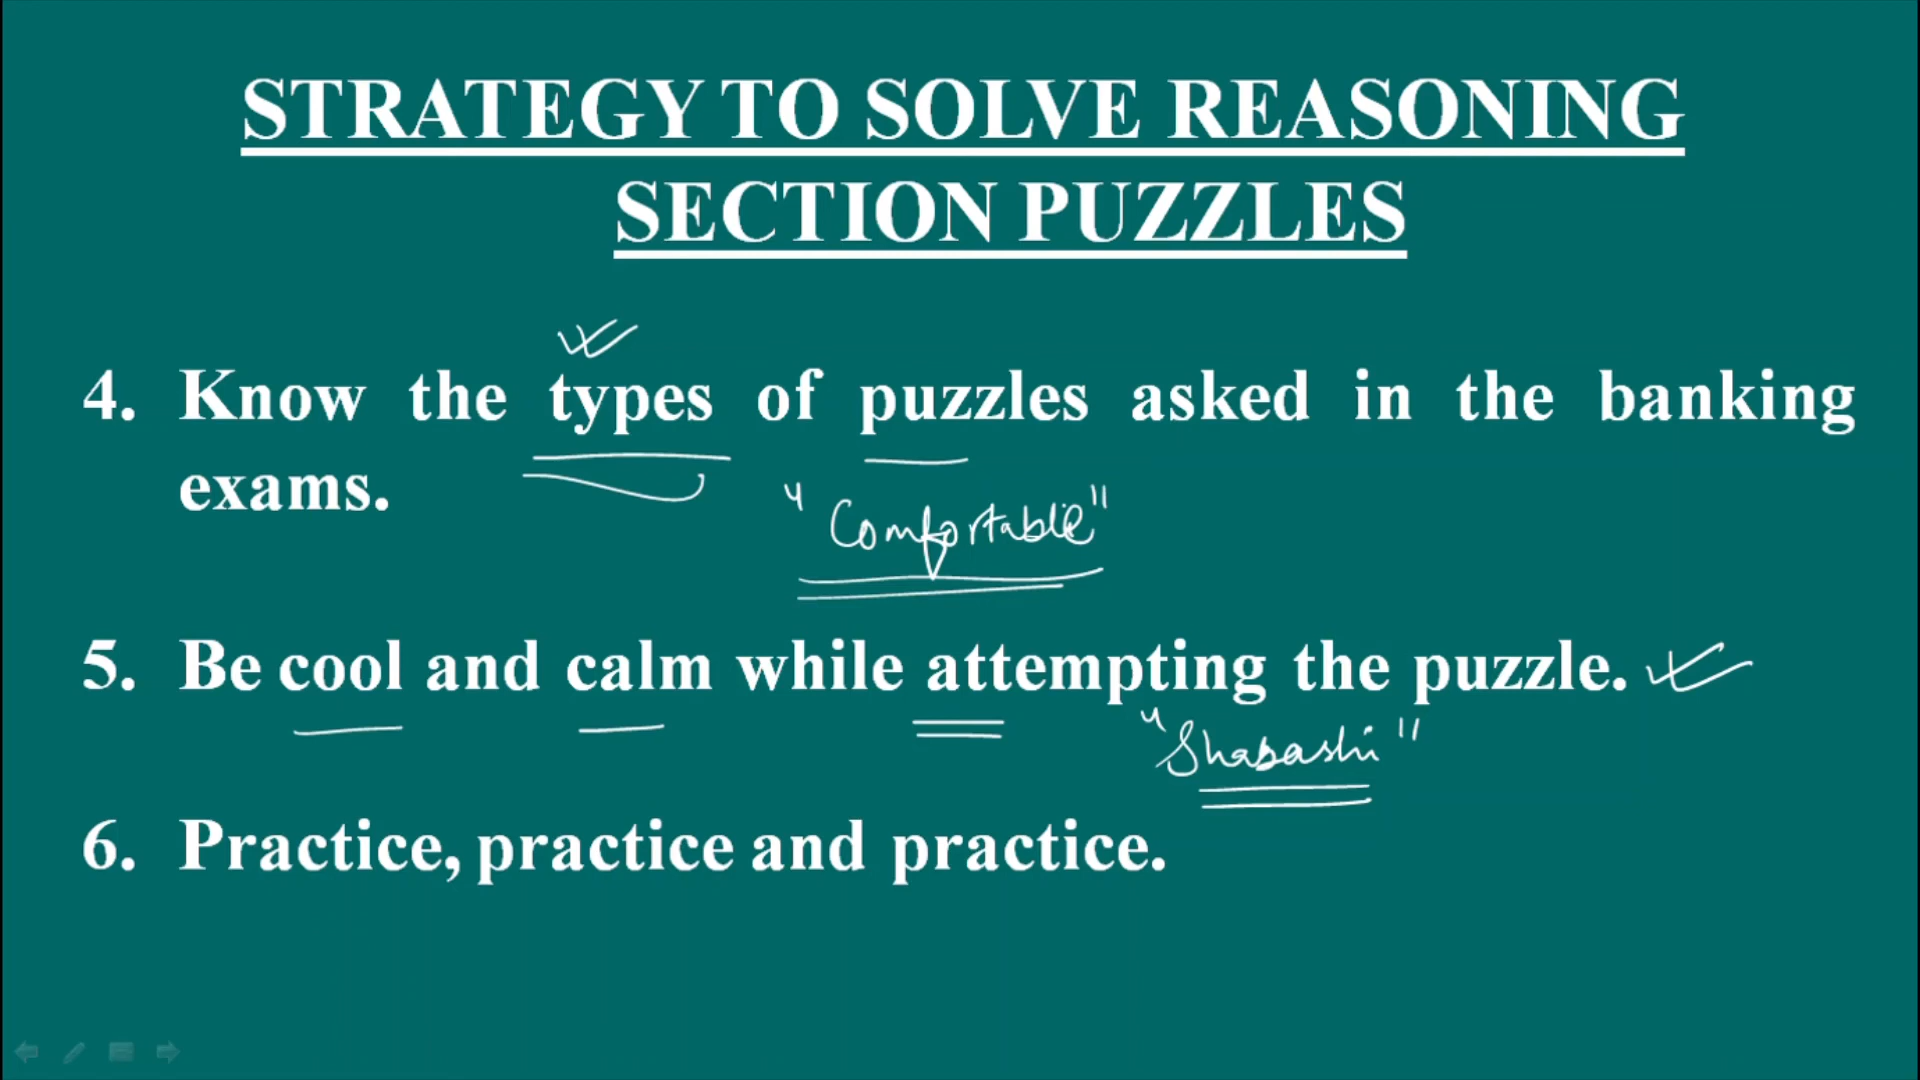 STRATEGY TO SOLVE REASONING
SECTION PUZZLES
4. Know the types of puzzles asked in the banking
exams.
"Comfortable"
5. Be cool and calm while attempting the puzzle.
"Shabashi"
6. Practice, practice and practice.